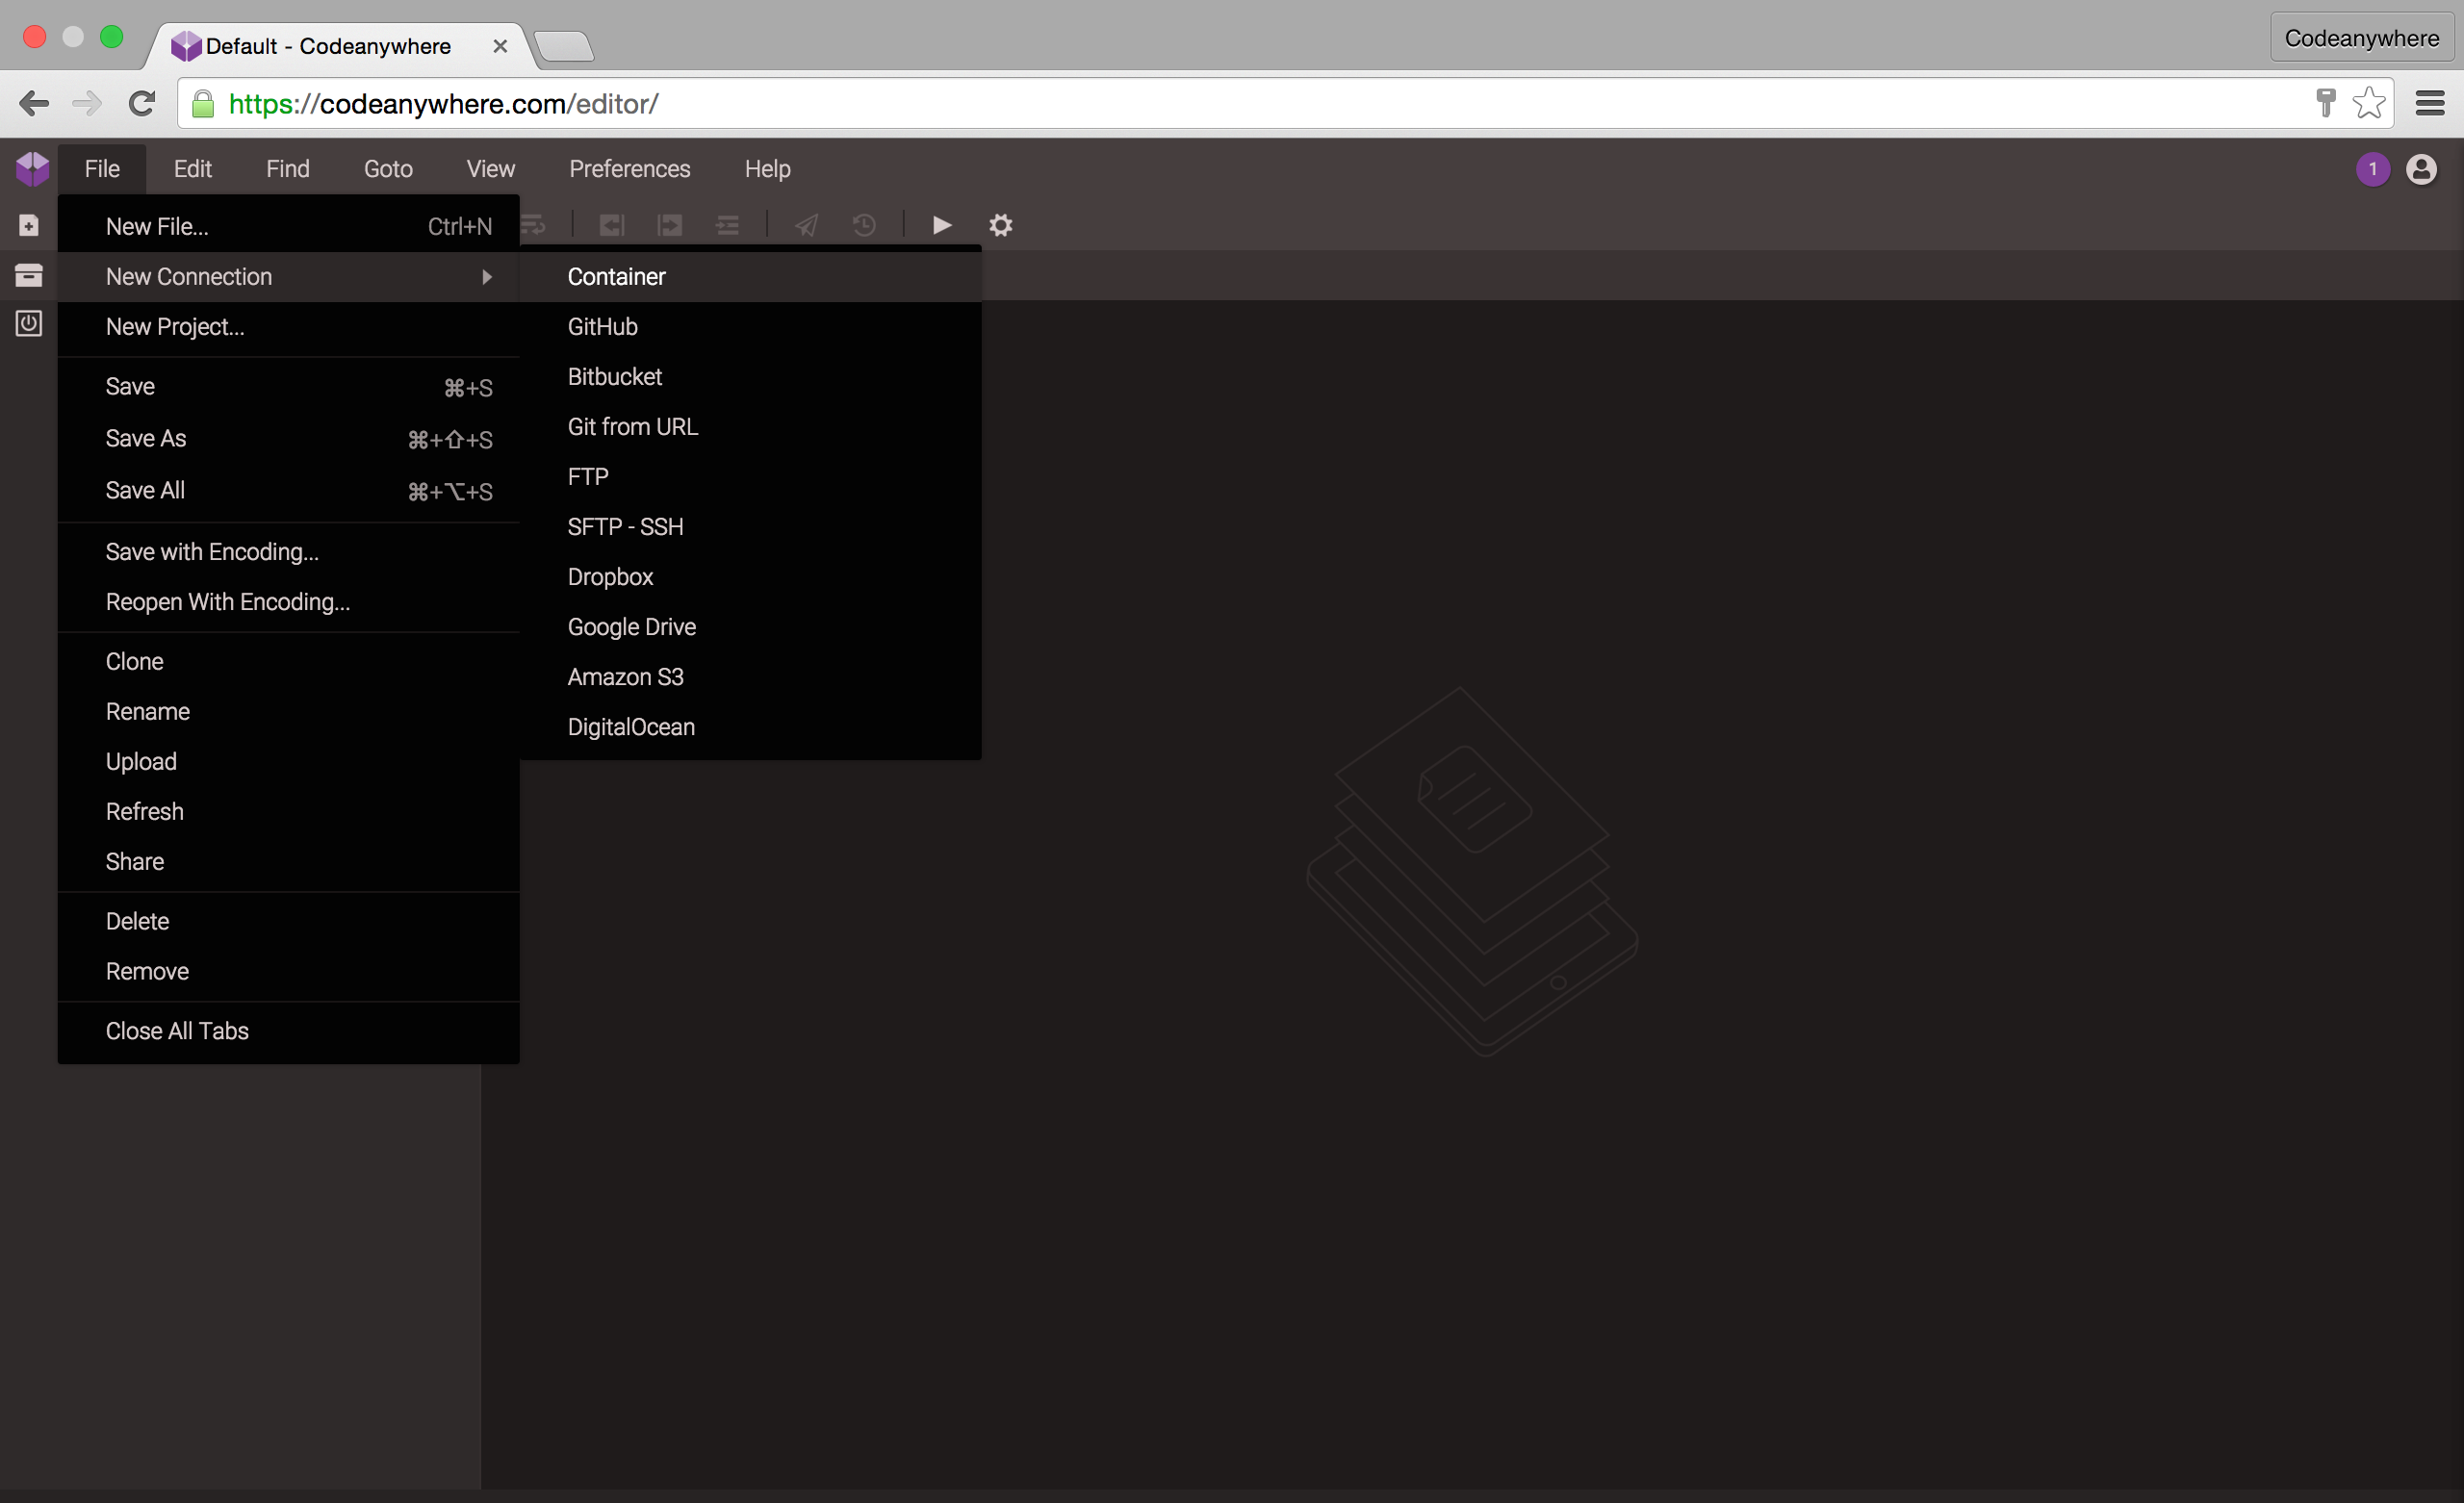 Default - Codeanywhere
Codeanywhere
https://codeanywhere.com/editor/
File Edit Find Goto View Preferences Help 1
New File... Ctrl+N
New Connection
New Project...
Save ⌘+S
Save As ⌘+⇧+S
Save All ⌘+⌥+S
Save with Encoding...
Reopen With Encoding...
Clone
Rename
Upload
Refresh
Share
Delete
Remove
Close All Tabs
Container
GitHub
Bitbucket
Git from URL
FTP
SFTP - SSH
Dropbox
Google Drive
Amazon S3
DigitalOcean